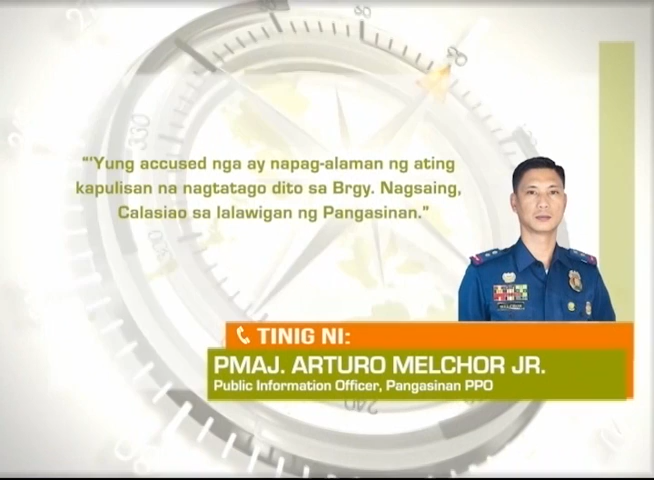 "'Yung accused nga ay napag-alaman ng ating
kapulisan na nagtatago dito sa Brgy. Nagsaing,
Calasiao sa lalawigan ng Pangasinan."
TINIG NI:
PMAJ. ARTURO MELCHOR JR.
Public Information Officer, Pangasinan PPO
330